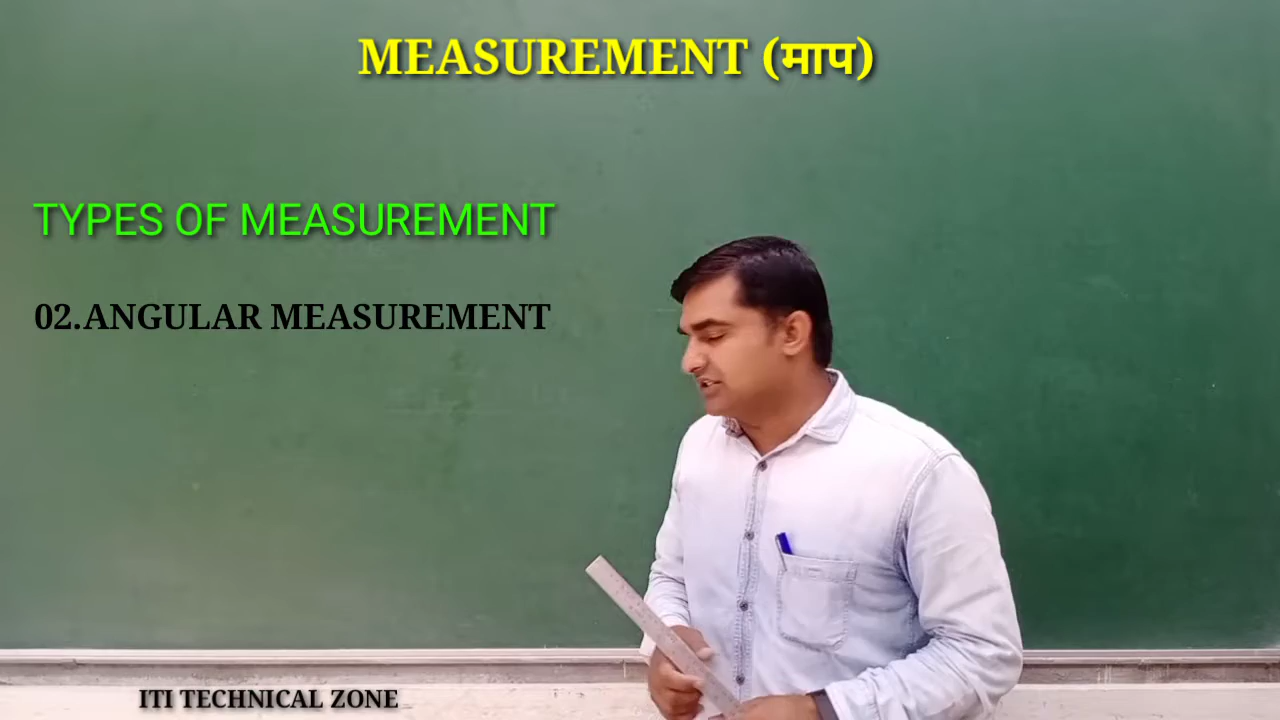 MEASUREMENT (माप)
TYPES OF MEASUREMENT
02.ANGULAR MEASUREMENT
ITI TECHNICAL ZONE